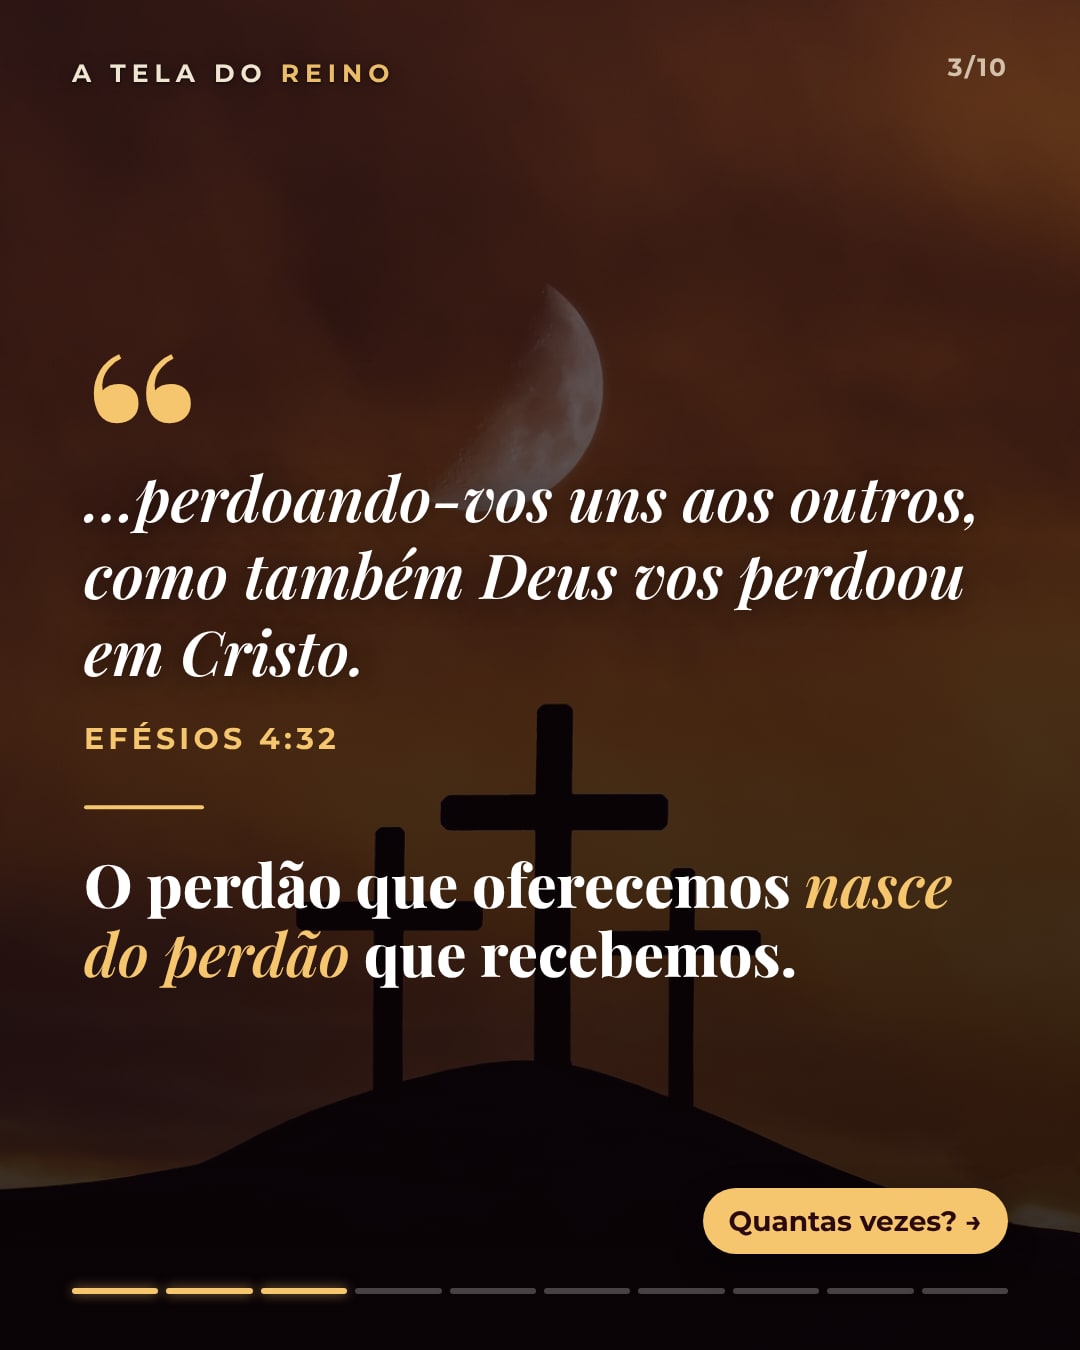 A TELA DO REINO
3/10
“
…perdoando-vos uns aos outros,
como também Deus vos perdoou
em Cristo.
EFÉSIOS 4:32
O perdão que oferecemos nasce
do perdão que recebemos.
Quantas vezes? →